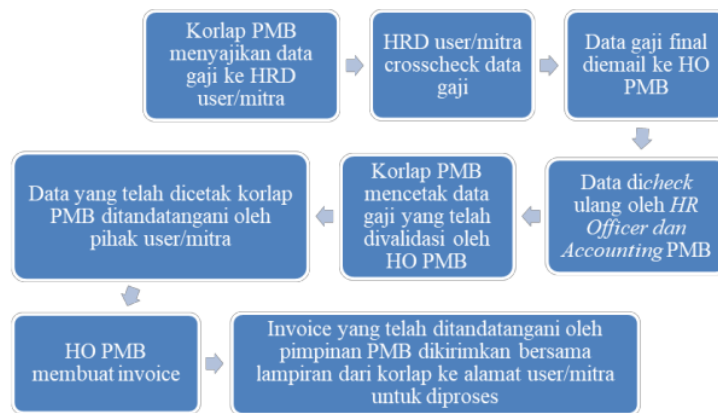 Korlap PMB
menyajikan data
gaji ke HRD
user/mitra
HRD user/mitra
crosscheck data
gaji
Data gaji final
diemail ke HO
PMB
Data dicheck
ulang oleh HR
Officer dan
Accounting PMB
Korlap PMB
mencetak data
gaji yang telah
divalidasi oleh
HO PMB
Data yang telah dicetak korlap
PMB ditandatangani oleh
pihak user/mitra
HO PMB
membuat invoice
Invoice yang telah ditandatangani oleh
pimpinan PMB dikirimkan bersama
lampiran dari korlap ke alamat user/mitra
untuk diproses